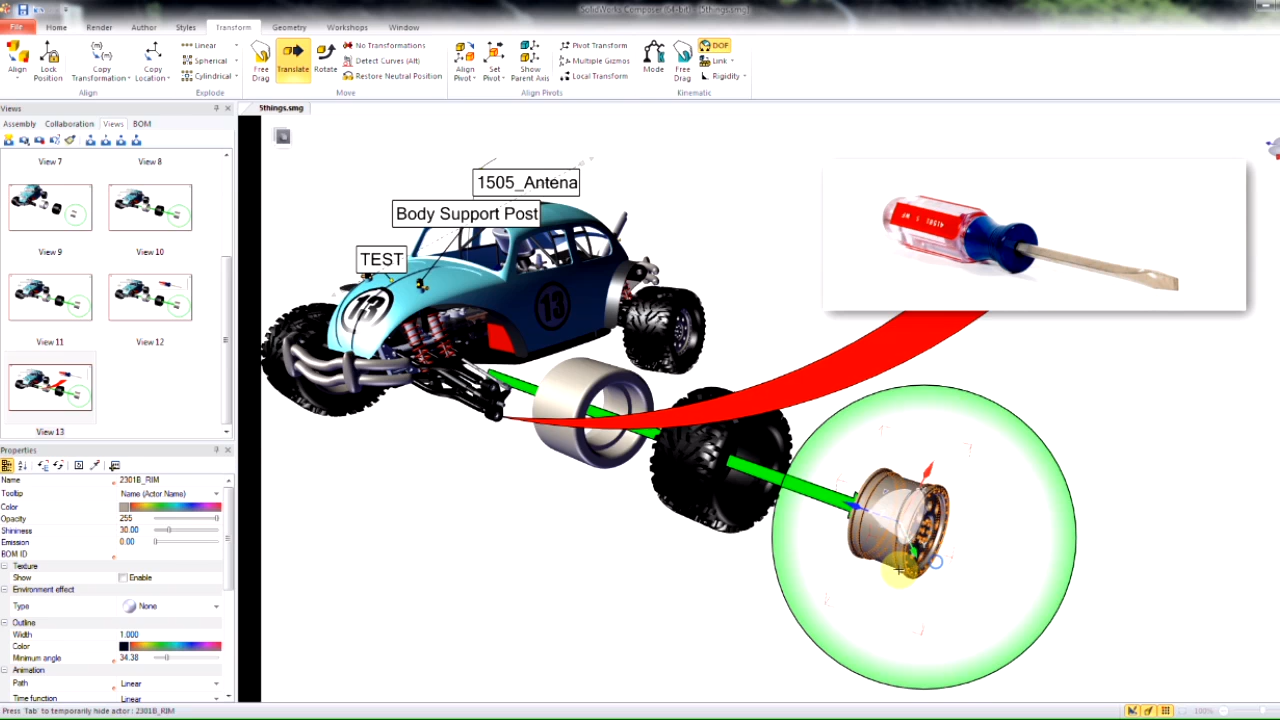 SolidWorks Composer (64-bit) - [5things.smg]
File Home Render Author Styles Transform Geometry Workshops Window
Align
Lock Position
Copy Transformation
Copy Location
Linear
Spherical
Cylindrical
Free Drag
Translate
Rotate
No Transformations
Detect Curves (Alt)
Restore Neutral Position
Align Pivot
Set Pivot
Show Parent Axis
Pivot Transform
Multiple Gizmos
Local Transform
Mode
Free Drag
DOF
Link
Rigidity
Align Explode Move Align Pivots Kinematic
Views
5things.smg
Assembly Collaboration Views BOM
View 7 View 8
View 9 View 10
View 11 View 12
View 13
1505_Antena
Body Support Post
TEST
13
13
Properties
Name 2301B_RIM
Tooltip Name (Actor Name)
Color
Opacity 255
Shininess 30.00
Emission 0.00
BOM ID
Texture
Show Enable
Environment effect
Type None
Outline
Width 1.000
Color
Minimum angle 34.38
Animation
Path Linear
Time function Linear
Press 'Tab' to temporarily hide actor : 2301B_RIM
100%